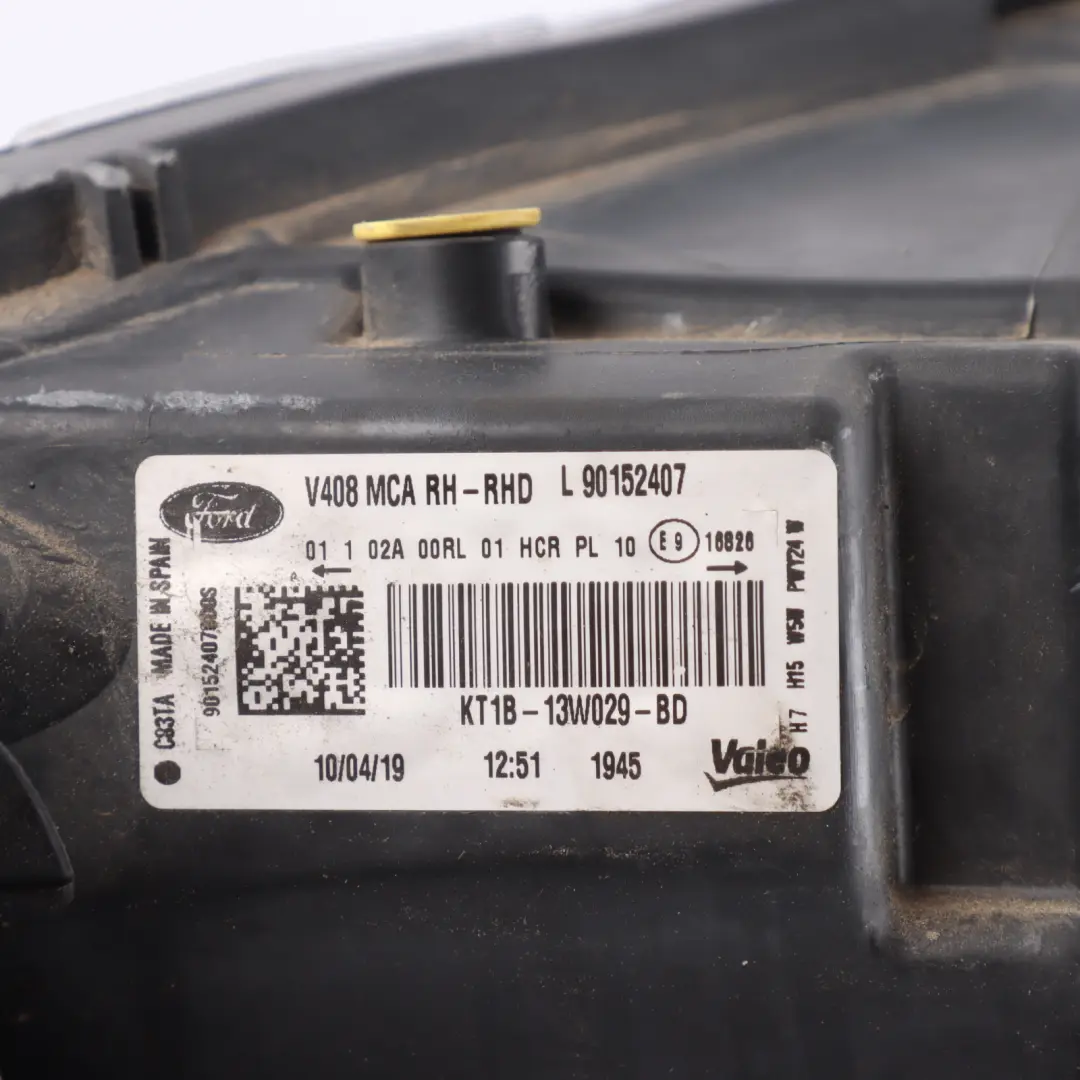 Ford
V408 MCA RH-RHD L 90152407
01 1 02A 00RL 01 HCR PL 10 E9 16826
KT1B-13W029-BD
10/04/19 12:51 1945
Valeo
C83TA MADE IN SPAIN
H7 H15 W5W PWY24W